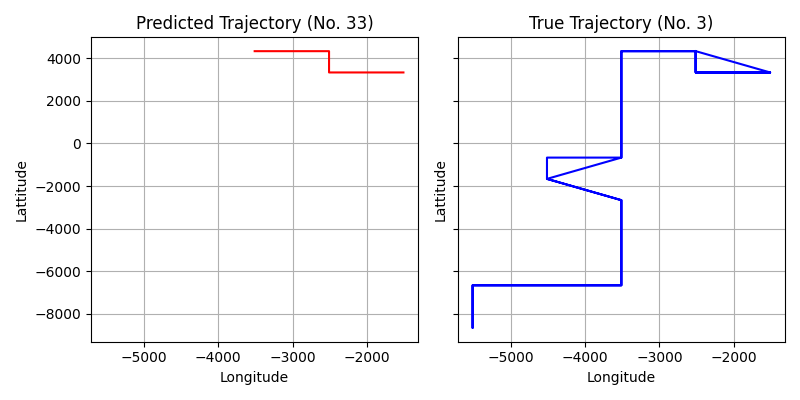 Predicted Trajectory (No. 33)
True Trajectory (No. 3)
4000
2000
0
−2000
−4000
−6000
−8000
Lattitude
Lattitude
−5000 −4000 −3000 −2000
−5000 −4000 −3000 −2000
Longitude
Longitude